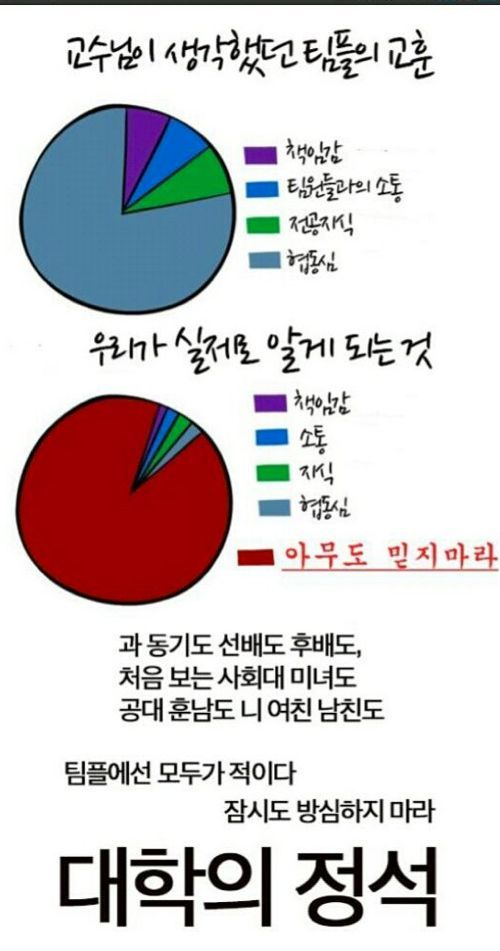 교수님이 생각했던 팀플의 교훈
책임감
팀원들과의 소통
전공지식
협동심
우리가 실제로 알게 되는 것
책임감
소통
지식
협동심
아무도 믿지마라
과 동기도 선배도 후배도,
처음 보는 사회대 미녀도
공대 훈남도 니 여친 남친도
팀플에선 모두가 적이다
잠시도 방심하지 마라
대학의 정석